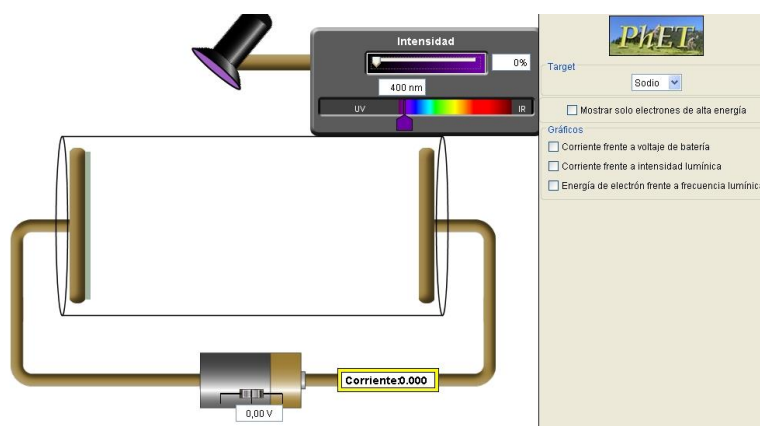 Intensidad
0%
400 nm
UV
IR
PhET
Target
Sodio
Mostrar solo electrones de alta energía
Gráficos
Corriente frente a voltaje de batería
Corriente frente a intensidad lumínica
Energía de electrón frente a frecuencia lumínica
Corriente:0.000
0,00 V